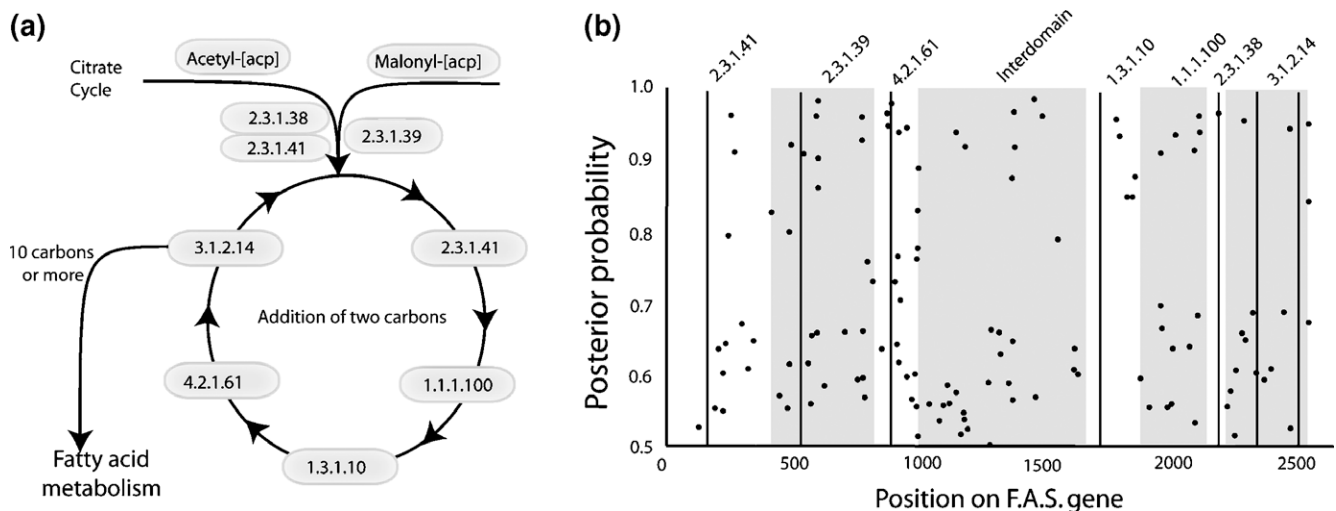 (a)
Acetyl-[acp]
Malonyl-[acp]
Citrate
Cycle
2.3.1.38
2.3.1.41
2.3.1.39
3.1.2.14
2.3.1.41
10 carbons
or more
Addition of two carbons
4.2.1.61
1.1.1.100
1.3.1.10
Fatty acid
metabolism
(b)
2.3.1.41
2.3.1.39
4.2.1.61
Interdomain
1.3.1.10
1.1.1.100
2.3.1.38
3.1.2.14
Posterior probability
1.0
0.9
0.8
0.7
0.6
0.5
0
500
1000
1500
2000
2500
Position on F.A.S. gene